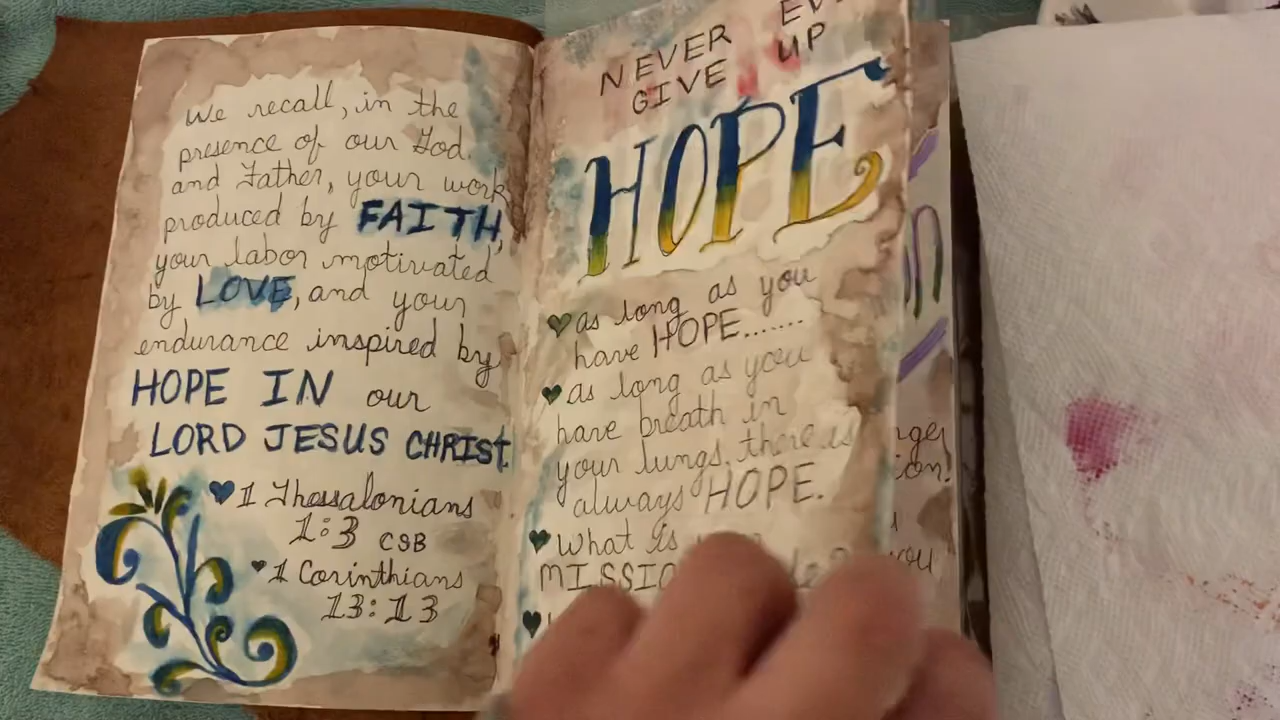 We recall, in the
presence of our God
and Father, your work
produced by FAITH,
your labor motivated
by LOVE, and your
endurance inspired by
HOPE IN our
LORD JESUS CHRIST.
1 Thessalonians
1:3 CSB
1 Corinthians
13:13
NEVER
GIVE UP
HOPE
as long as you
have HOPE.......
as long as you
have breath in
your lungs, there is
always HOPE.
What is
you